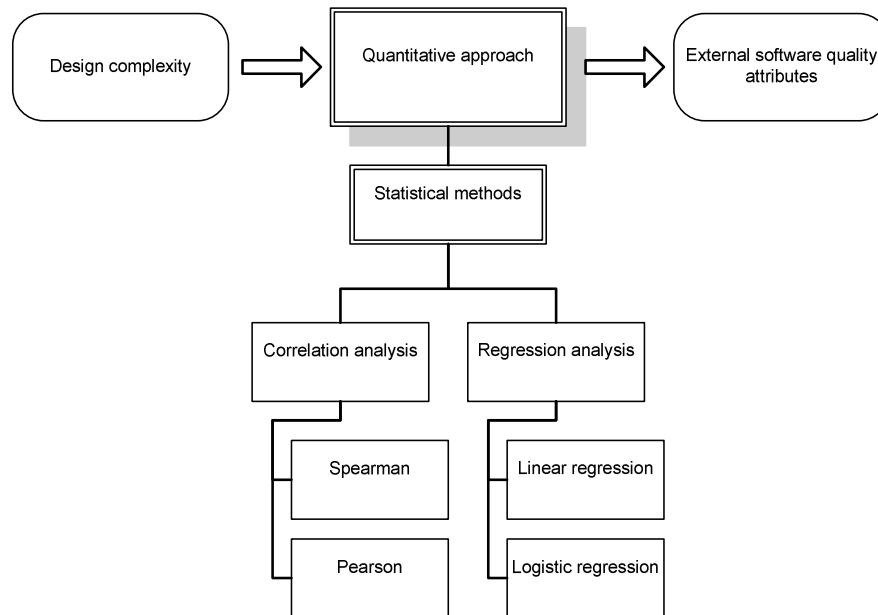 Design complexity
Quantitative approach
External software quality
attributes
Statistical methods
Correlation analysis
Regression analysis
Spearman
Linear regression
Pearson
Logistic regression